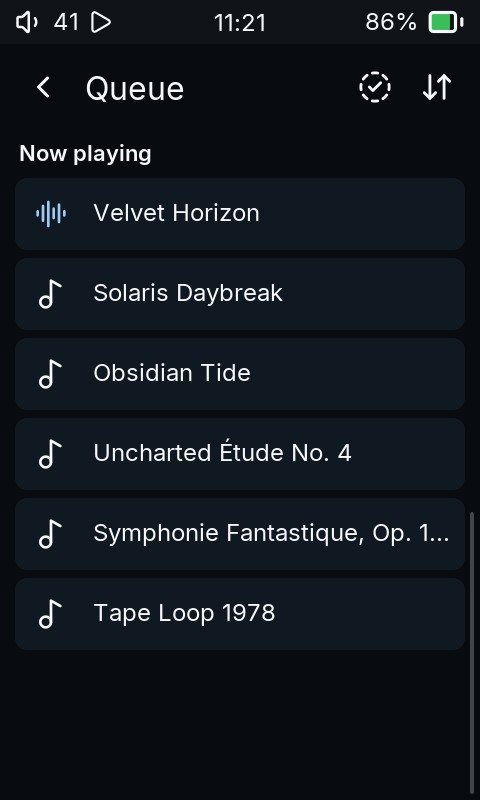 41
11:21
86%
Queue
Now playing
Velvet Horizon
Solaris Daybreak
Obsidian Tide
Uncharted Étude No. 4
Symphonie Fantastique, Op. 1...
Tape Loop 1978